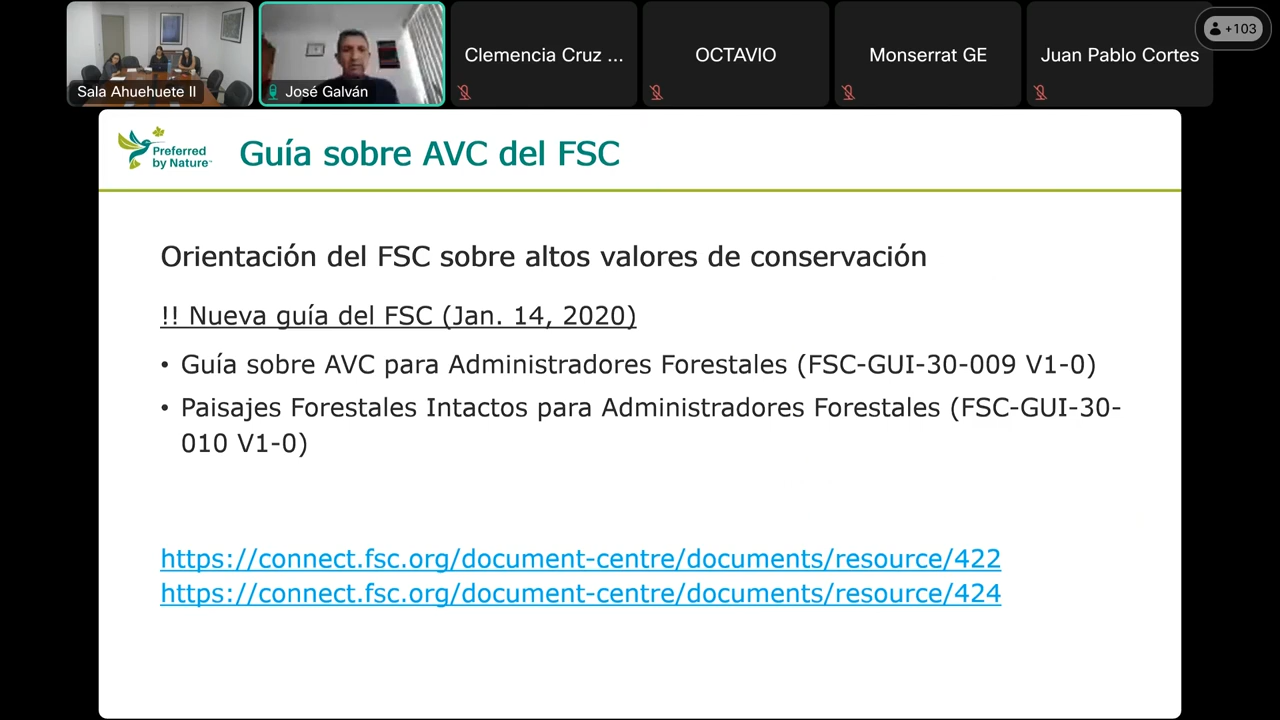 Sala Ahuehuete II
José Galván
Clemencia Cruz ...
OCTAVIO
Monserrat GE
Juan Pablo Cortes
+103
Preferred
by Nature™
Guía sobre AVC del FSC
Orientación del FSC sobre altos valores de conservación
!! Nueva guía del FSC (Jan. 14, 2020)
• Guía sobre AVC para Administradores Forestales (FSC-GUI-30-009 V1-0)
• Paisajes Forestales Intactos para Administradores Forestales (FSC-GUI-30-
010 V1-0)
https://connect.fsc.org/document-centre/documents/resource/422
https://connect.fsc.org/document-centre/documents/resource/424